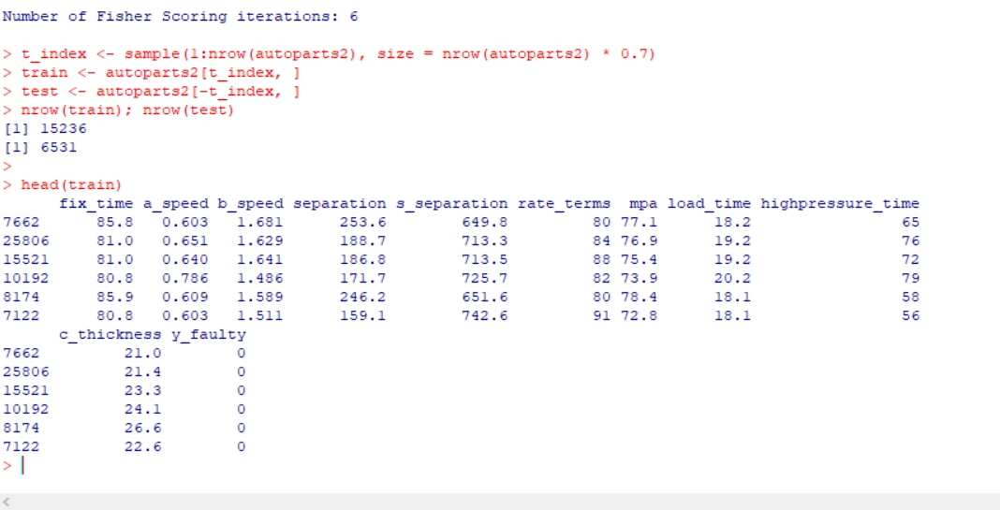 Number of Fisher Scoring iterations: 6
> t_index <- sample(1:nrow(autoparts2), size = nrow(autoparts2) * 0.7)
> train <- autoparts2[t_index, ]
> test <- autoparts2[-t_index, ]
> nrow(train); nrow(test)
[1] 15236
[1] 6531
>
> head(train)
fix_time a_speed b_speed separation s_separation rate_terms mpa load_time highpressure_time
7662 85.8 0.603 1.681 253.6 649.8 80 77.1 18.2 65
25806 81.0 0.651 1.629 188.7 713.3 84 76.9 19.2 76
15521 81.0 0.640 1.641 186.8 713.5 88 75.4 19.2 72
10192 80.8 0.786 1.486 171.7 725.7 82 73.9 20.2 79
8174 85.9 0.609 1.589 246.2 651.6 80 78.4 18.1 58
7122 80.8 0.603 1.511 159.1 742.6 91 72.8 18.1 56
c_thickness y_faulty
7662 21.0 0
25806 21.4 0
15521 23.3 0
10192 24.1 0
8174 26.6 0
7122 22.6 0
>